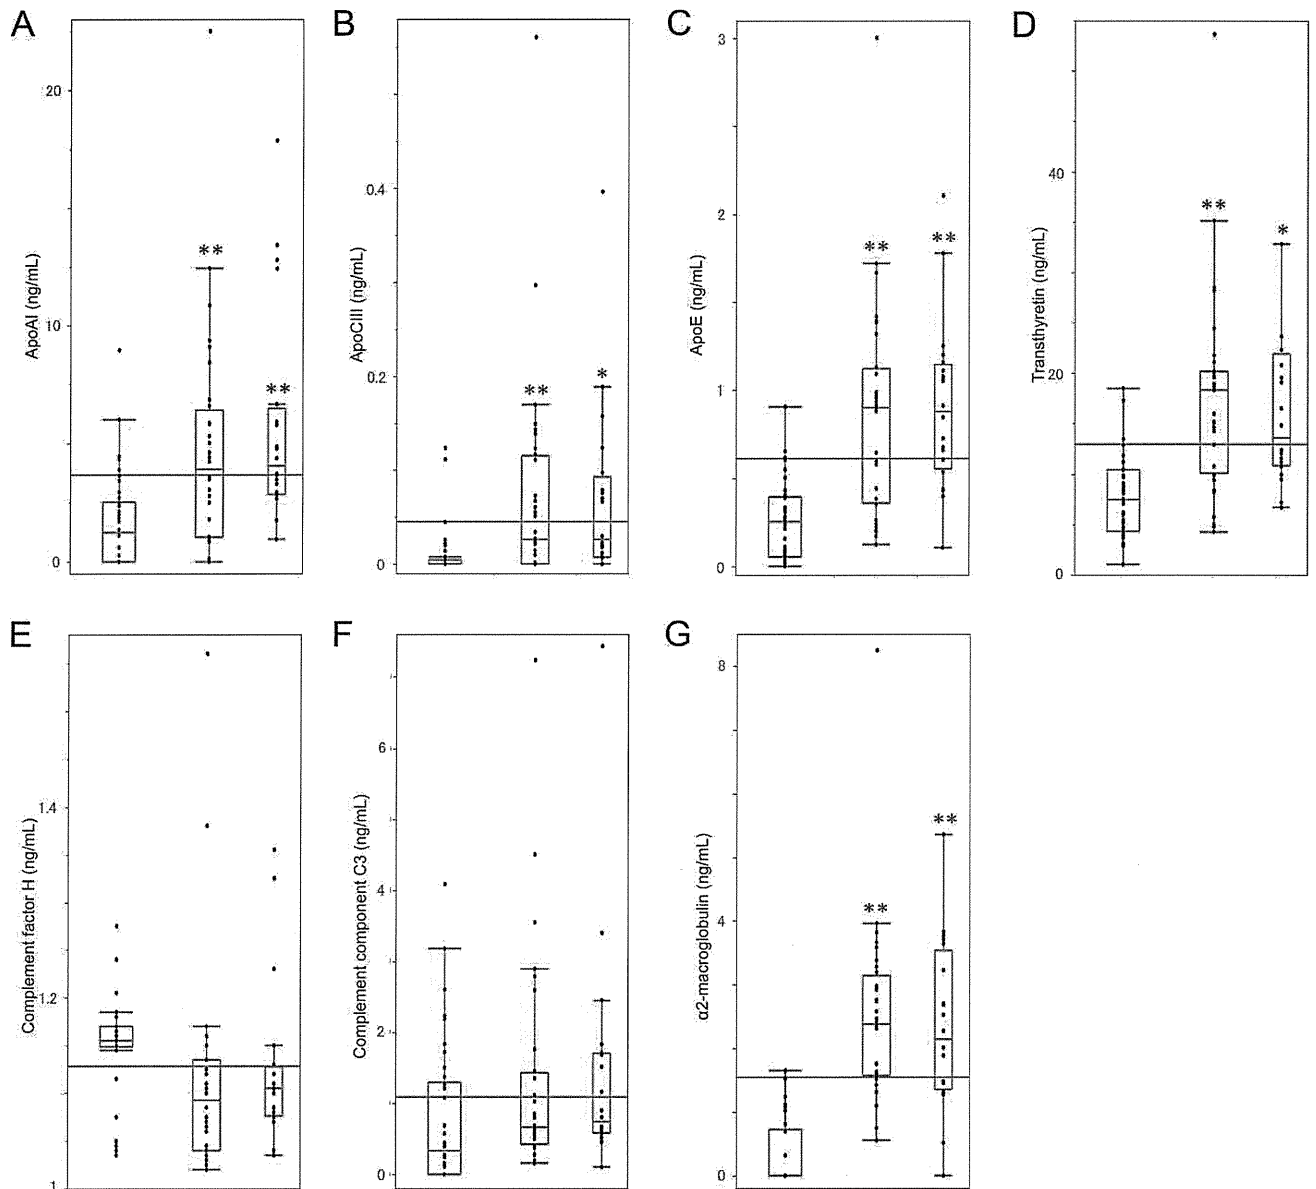 A
ApoAI (ng/mL)
20
10
0
**
**
B
ApoCIII (ng/mL)
0.4
0.2
0
**
*
C
ApoE (ng/mL)
3
2
1
0
**
**
D
Transthyretin (ng/mL)
40
20
0
**
*
E
Complement factor H (ng/mL)
1.4
1.2
1
F
Complement component C3 (ng/mL)
6
4
2
0
G
α2-macroglobulin (ng/mL)
8
4
0
**
**